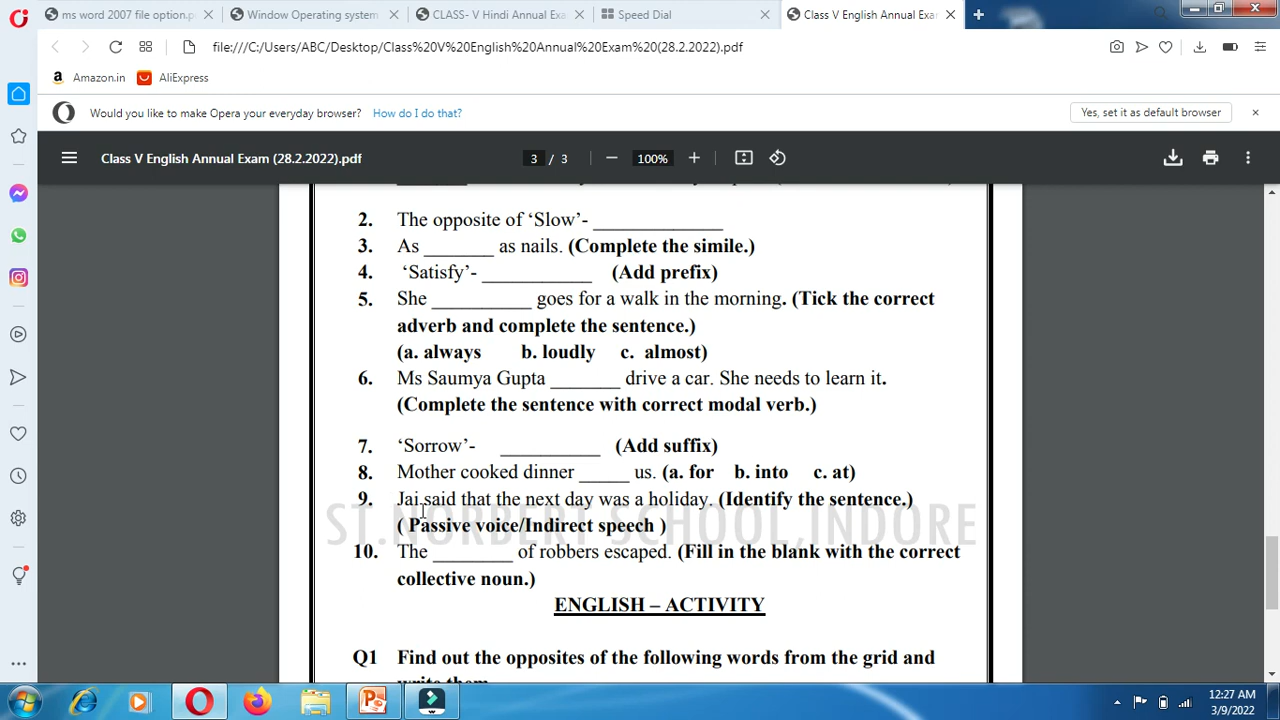 ms word 2007 file option.p
Window Operating system
CLASS- V Hindi Annual Exa
Speed Dial
Class V English Annual Exa
file:///C:/Users/ABC/Desktop/Class%20V%20English%20Annual%20Exam%20(28.2.2022).pdf
Amazon.in AliExpress
Would you like to make Opera your everyday browser? How do I do that? Yes, set it as default browser
Class V English Annual Exam (28.2.2022).pdf 3 / 3 100%
2. The opposite of ‘Slow’- _____________
3. As _______ as nails. (Complete the simile.)
4. ‘Satisfy’- ___________ (Add prefix)
5. She __________ goes for a walk in the morning. (Tick the correct
adverb and complete the sentence.)
(a. always b. loudly c. almost)
6. Ms Saumya Gupta _______ drive a car. She needs to learn it.
(Complete the sentence with correct modal verb.)
7. ‘Sorrow’- __________ (Add suffix)
8. Mother cooked dinner _____ us. (a. for b. into c. at)
9. Jai said that the next day was a holiday. (Identify the sentence.)
ST.NORBERT SCHOOL,INDORE
( Passive voice/Indirect speech )
10. The ________ of robbers escaped. (Fill in the blank with the correct
collective noun.)
ENGLISH – ACTIVITY
Q1 Find out the opposites of the following words from the grid and
write them
12:27 AM
3/9/2022